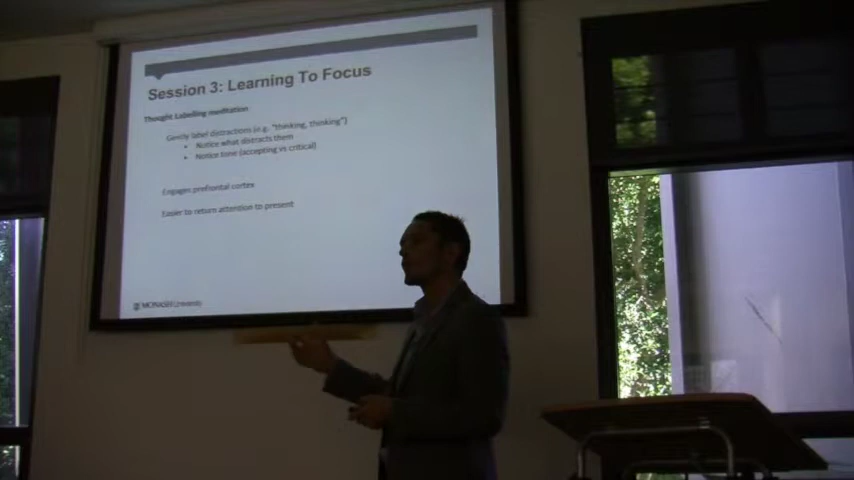 Session 3: Learning To Focus
Thought Labelling meditation
Gently label distractions (e.g. "thinking, thinking")
• Notice what distracts them
• Notice tone (accepting vs critical)
Engages prefrontal cortex
Easier to return attention to present
MONASH University